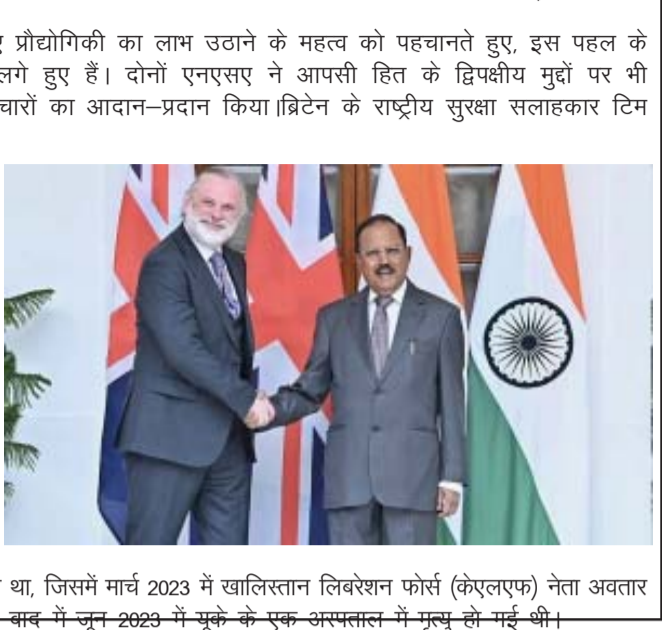 प्रौद्योगिकी का लाभ उठाने के महत्व को पहचानते हुए, इस पहल के
लगे हुए हैं। दोनों एनएसए ने आपसी हित के द्विपक्षीय मुद्दों पर भी
चारों का आदान–प्रदान किया।ब्रिटेन के राष्ट्रीय सुरक्षा सलाहकार टिम
था, जिसमें मार्च 2023 में खालिस्तान लिबरेशन फोर्स (केएलएफ) नेता अवतार
बाद में जून 2023 में यूके के एक अस्पताल में मृत्यु हो गई थी।